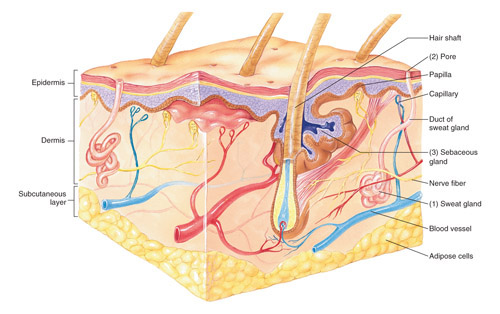 Epidermis
Dermis
Subcutaneous
layer
Hair shaft
(2) Pore
Papilla
Capillary
Duct of
sweat gland
(3) Sebaceous
gland
Nerve fiber
(1) Sweat gland
Blood vessel
Adipose cells